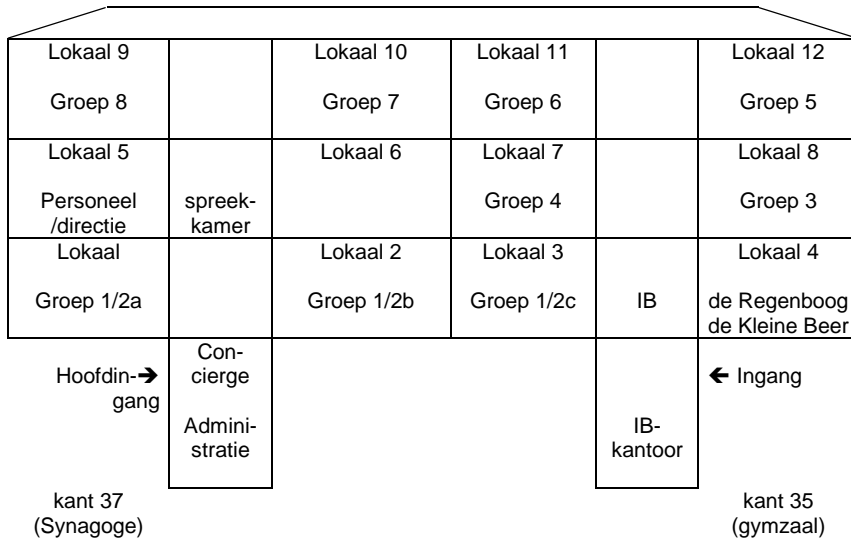 Lokaal 9 Lokaal 10 Lokaal 11 Lokaal 12
Groep 8 Groep 7 Groep 6 Groep 5
Lokaal 5 Lokaal 6 Lokaal 7 Lokaal 8
Personeel spreek- Groep 4 Groep 3
/directie kamer
Lokaal Lokaal 2 Lokaal 3 Lokaal 4
Groep 1/2a Groep 1/2b Groep 1/2c IB de Regenboog
de Kleine Beer
Con-
Hoofdin-➔ cierge 🡸 Ingang
gang
Admini- IB-
stratie kantoor
kant 37 kant 35
(Synagoge) (gymzaal)